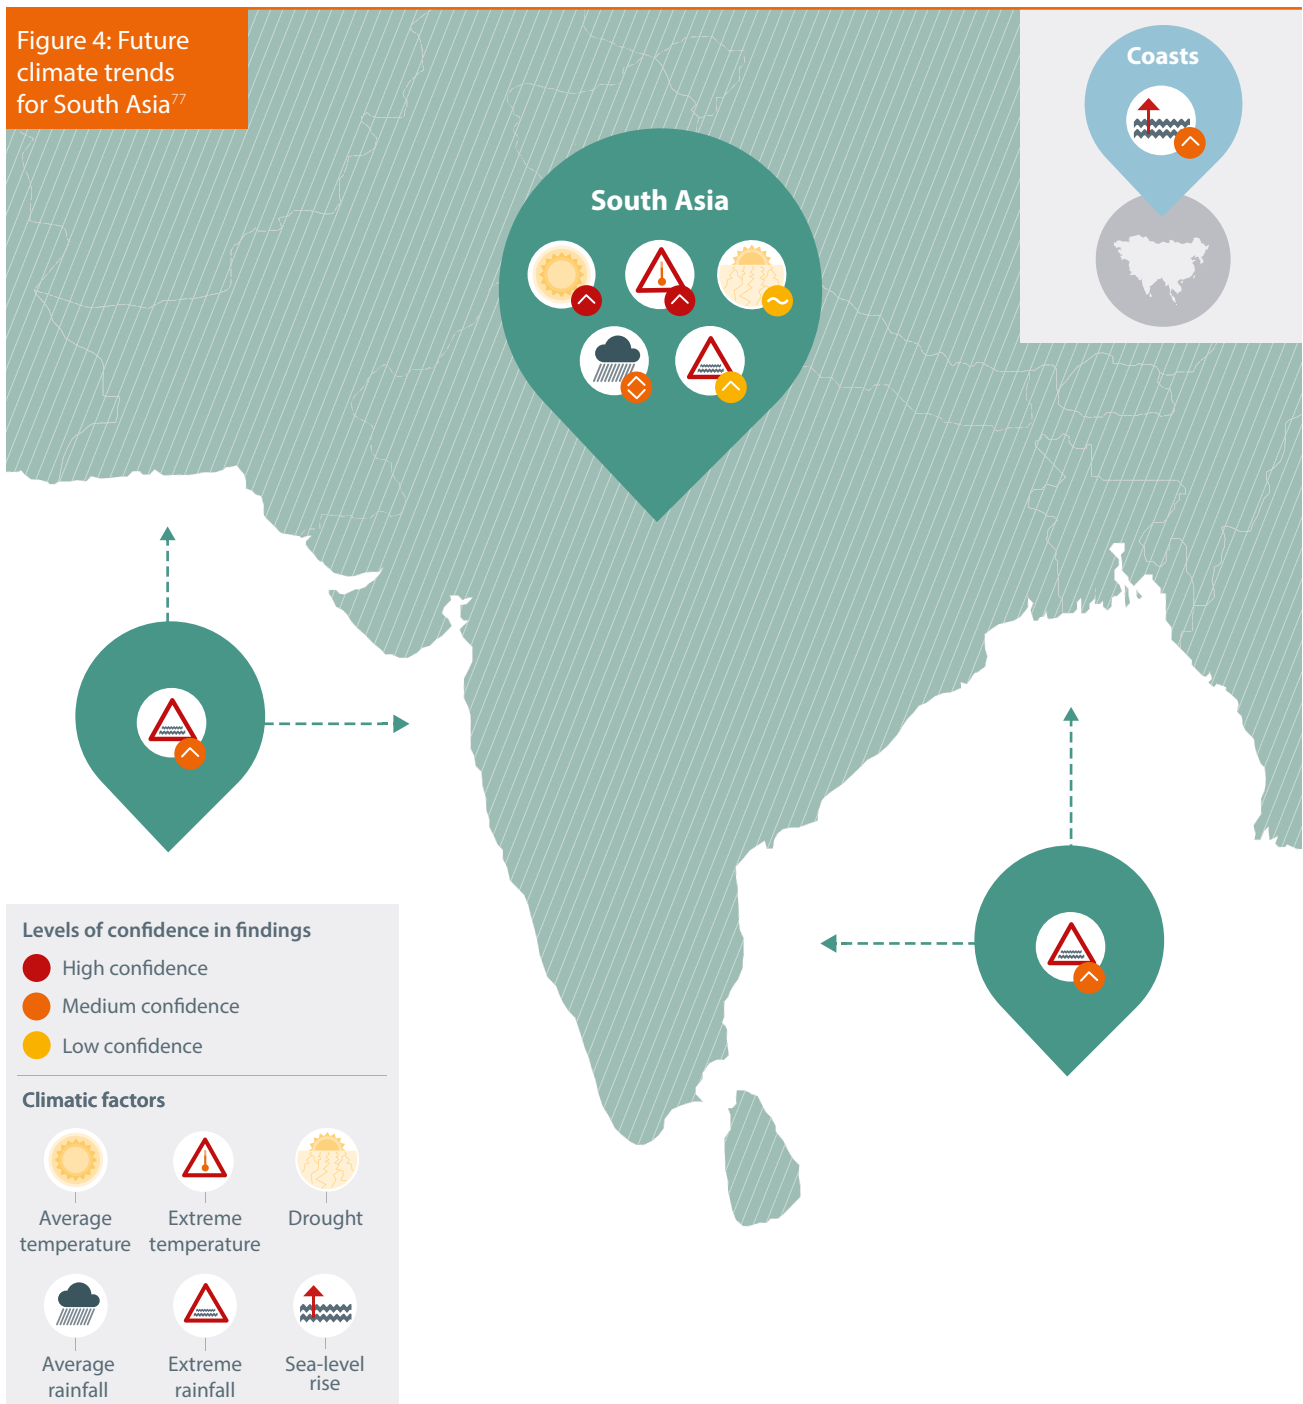 Figure 4: Future
climate trends
for South Asia77
Coasts
South Asia
Levels of confidence in findings
High confidence
Medium confidence
Low confidence
Climatic factors
Average
temperature
Extreme
temperature
Drought
Average
rainfall
Extreme
rainfall
Sea-level
rise